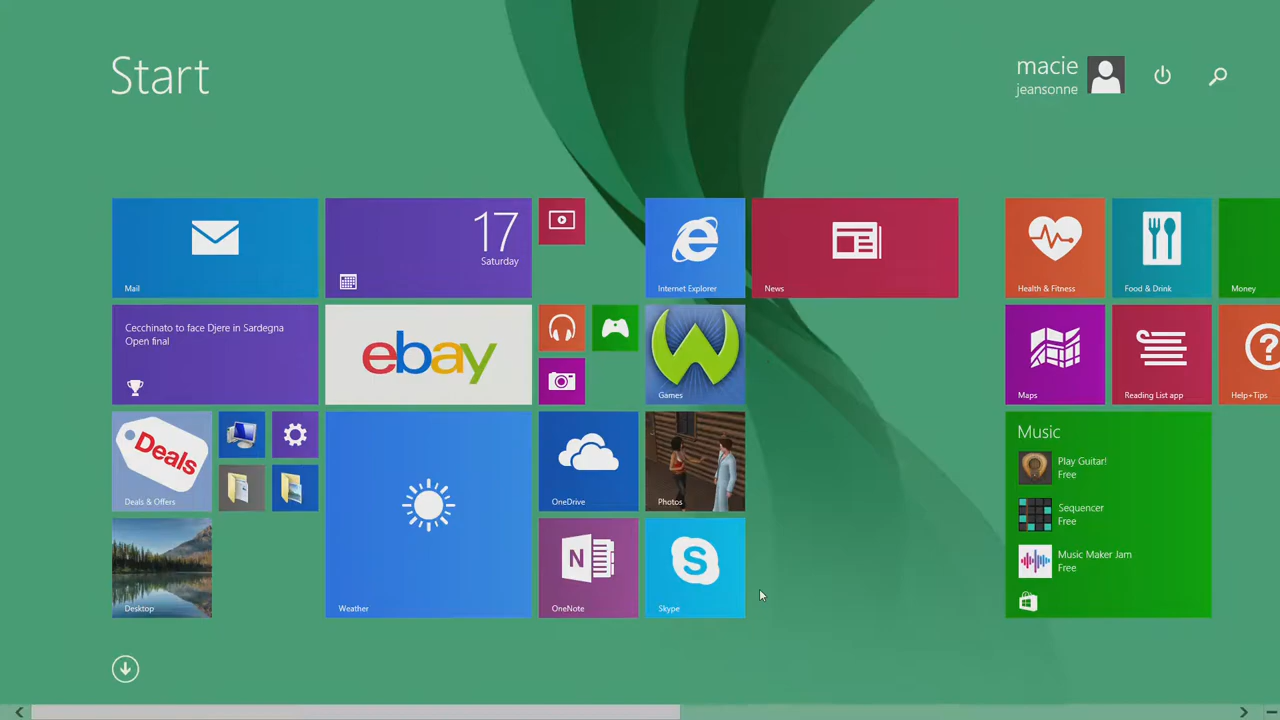 Start
macie
jeansonne
Mail
17
Saturday
Internet Explorer
News
Health & Fitness
Food & Drink
Money
Cecchinato to face Djere in Sardegna
Open final
ebay
Games
Maps
Reading List app
Help+Tips
Deals
Deals & Offers
OneDrive
Photos
Music
Play Guitar!
Free
Sequencer
Free
Music Maker Jam
Free
Desktop
Weather
N
OneNote
S
Skype